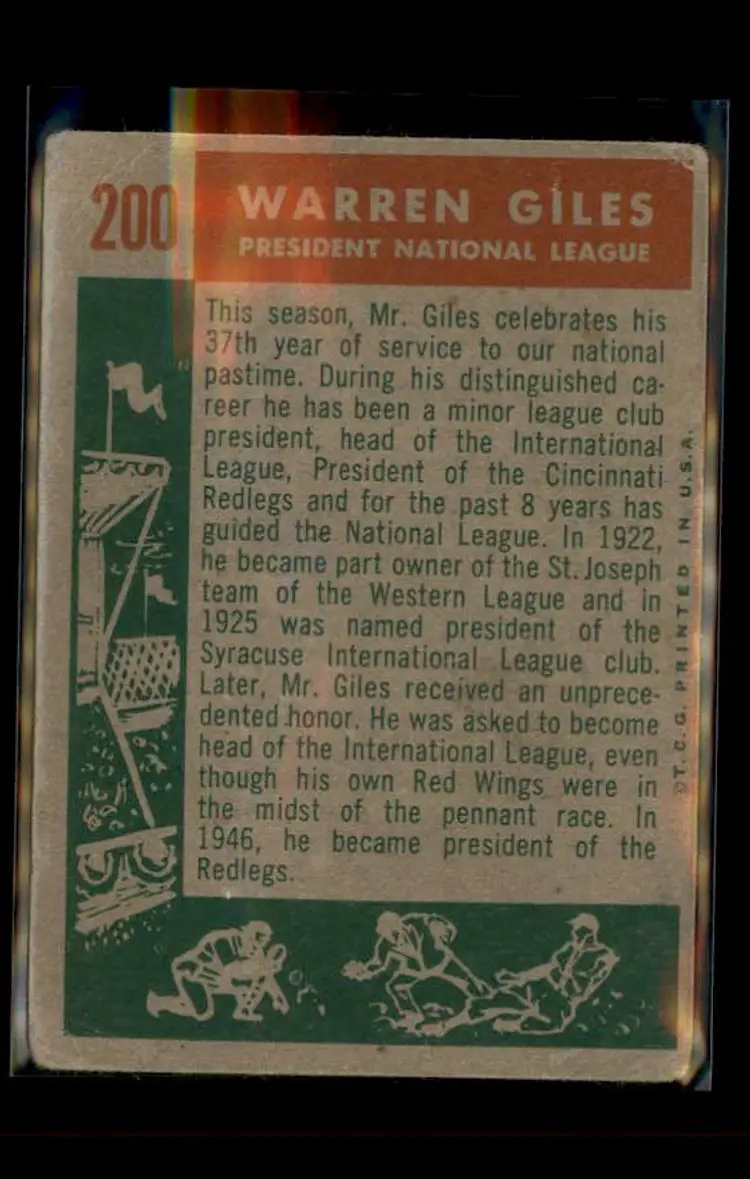 200
WARREN GILES
PRESIDENT NATIONAL LEAGUE
This season, Mr. Giles celebrates his
37th year of service to our national
pastime. During his distinguished ca-
reer he has been a minor league club
president, head of the International
League, President of the Cincinnati
Redlegs and for the past 8 years has
guided the National League. In 1922,
he became part owner of the St. Joseph
team of the Western League and in
1925 was named president of the
Syracuse International League club.
Later, Mr. Giles received an unprece-
dented honor. He was asked to become
head of the International League, even
though his own Red Wings were in
the midst of the pennant race. In
1946, he became president of the
Redlegs.
©T. C. G. PRINTED IN U.S.A.